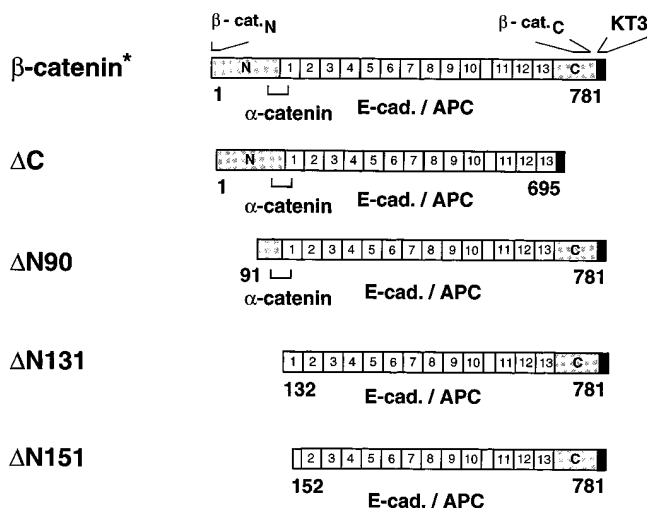 β- cat.N β- cat.C KT3
β-catenin* N 1 2 3 4 5 6 7 8 9 10 11 12 13 C
1 α-catenin E-cad. / APC 781
ΔC N 1 2 3 4 5 6 7 8 9 10 11 12 13
1 α-catenin E-cad. / APC 695
ΔN90 1 2 3 4 5 6 7 8 9 10 11 12 13 C
91 α-catenin E-cad. / APC 781
ΔN131 1 2 3 4 5 6 7 8 9 10 11 12 13 C
132 E-cad. / APC 781
ΔN151 2 3 4 5 6 7 8 9 10 11 12 13 C
152 E-cad. / APC 781